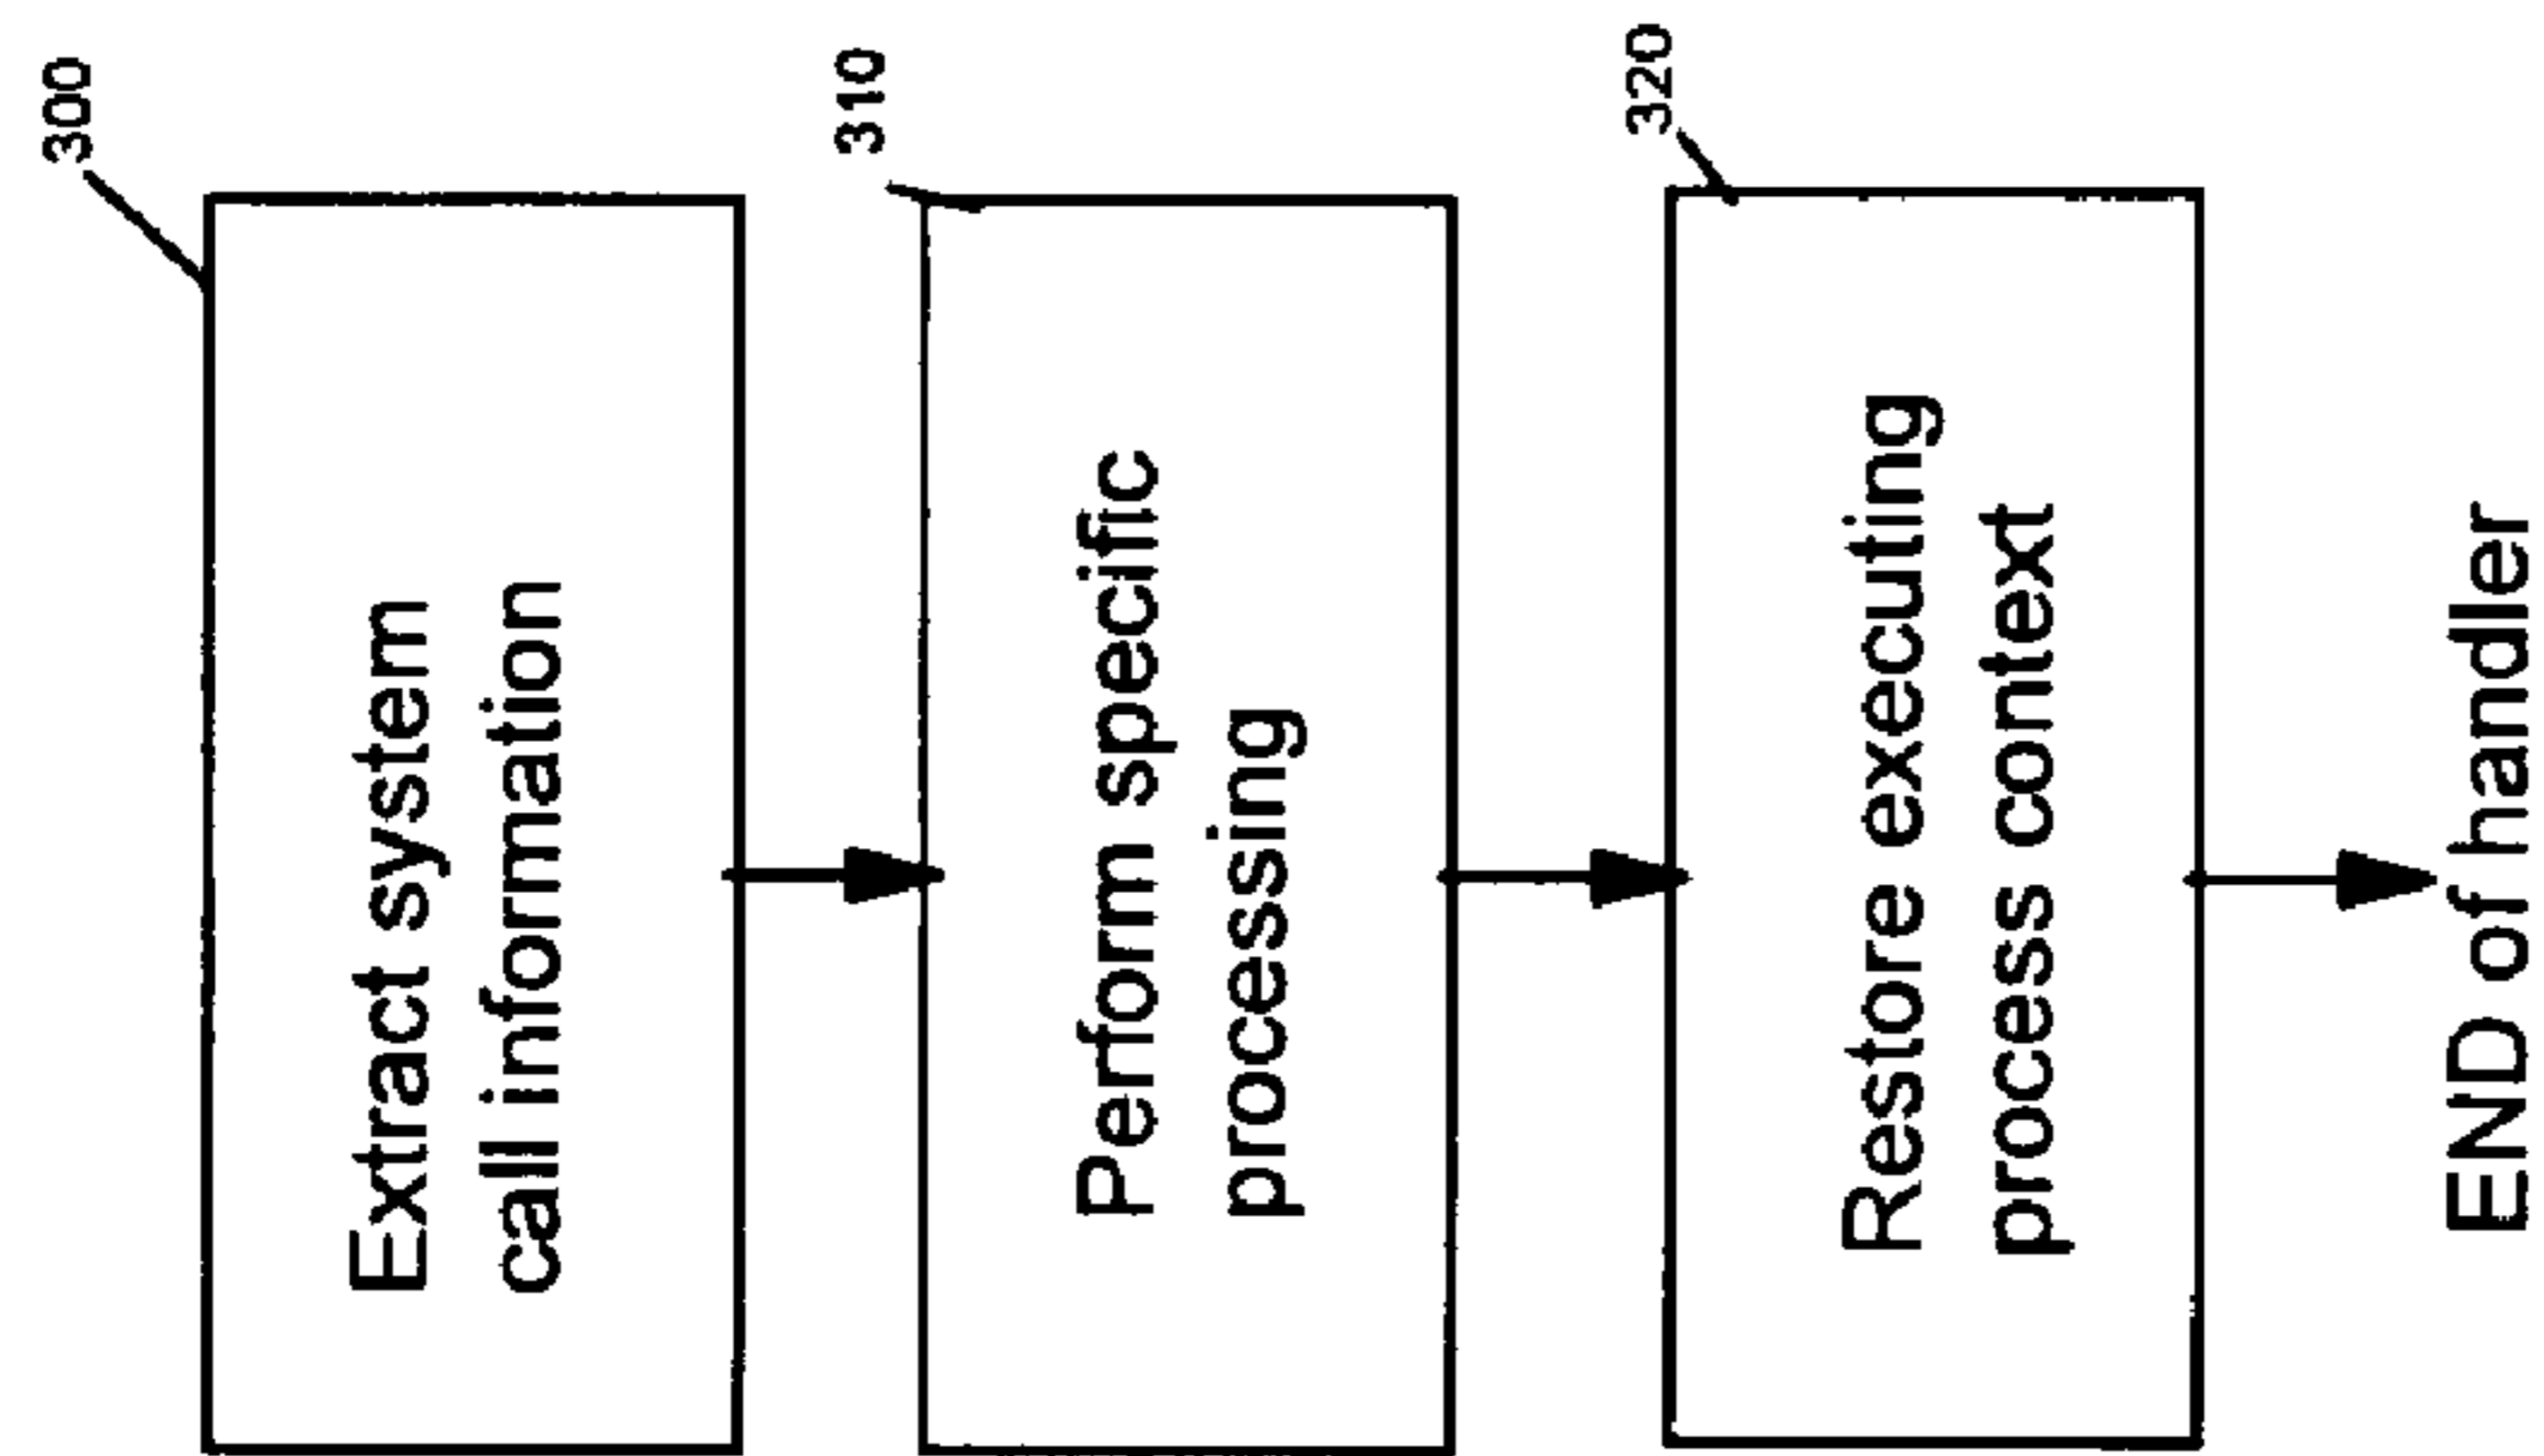 300
Extract system
call information
310
Perform specific
processing
320
Restore executing
process context
END of handler